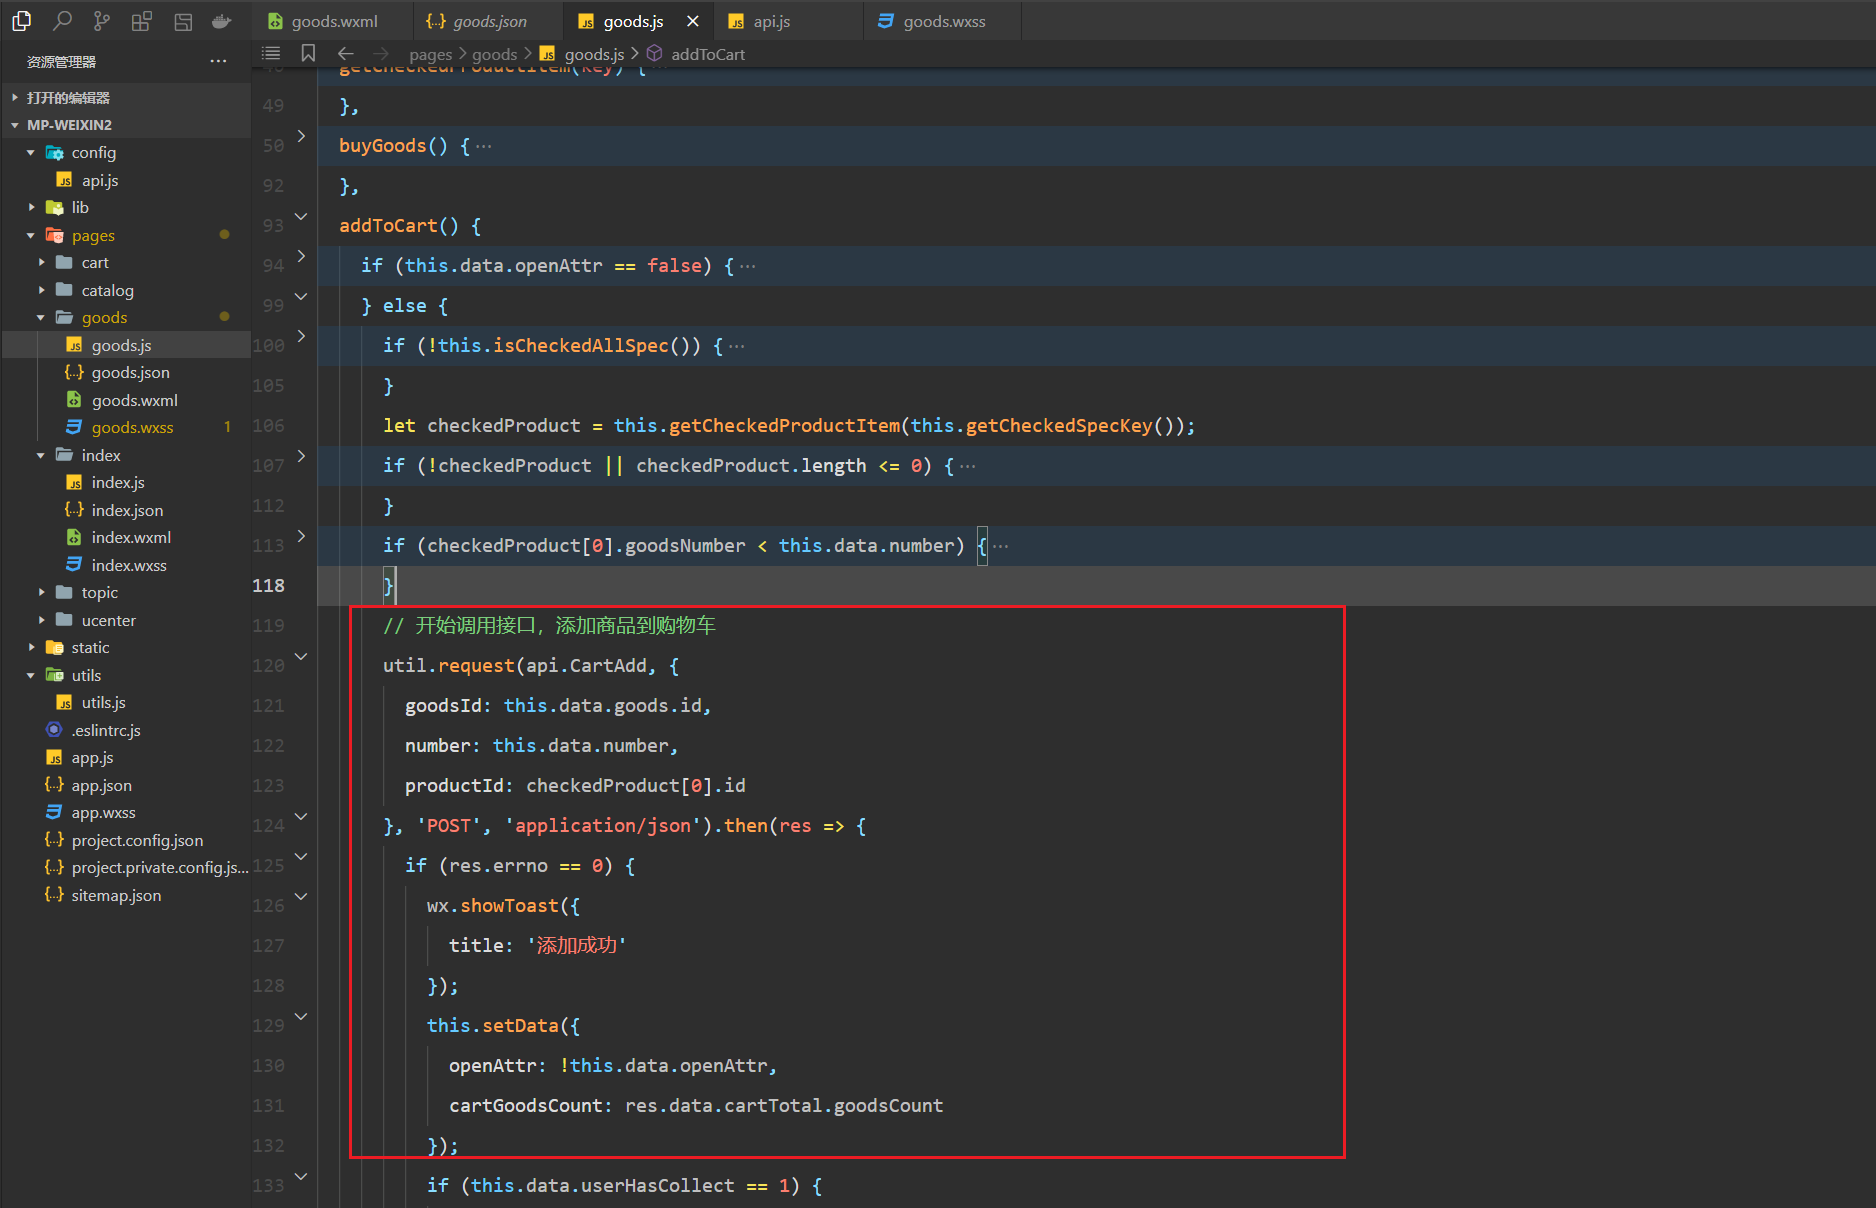 goods.wxml
{..} goods.json
JS goods.js ×
JS api.js
goods.wxss
资源管理器 ···
pages > goods > JS goods.js > addToCart
打开的编辑器
MP-WEIXIN2
config
JS api.js
lib
pages
cart
catalog
goods
JS goods.js
{..} goods.json
goods.wxml
goods.wxss 1
index
JS index.js
{..} index.json
index.wxml
index.wxss
topic
ucenter
static
utils
JS utils.js
.eslintrc.js
JS app.js
{..} app.json
app.wxss
{..} project.config.json
{..} project.private.config.js...
{..} sitemap.json
getCheckedProductItem(key) {
49 },
50 buyGoods() {···
92 },
93 addToCart() {
94 if (this.data.openAttr == false) {···
99 } else {
100 if (!this.isCheckedAllSpec()) {···
105 }
106 let checkedProduct = this.getCheckedProductItem(this.getCheckedSpecKey());
107 if (!checkedProduct || checkedProduct.length <= 0) {···
112 }
113 if (checkedProduct[0].goodsNumber < this.data.number) {···
118 }
119 // 开始调用接口，添加商品到购物车
120 util.request(api.CartAdd, {
121 goodsId: this.data.goods.id,
122 number: this.data.number,
123 productId: checkedProduct[0].id
124 }, 'POST', 'application/json').then(res => {
125 if (res.errno == 0) {
126 wx.showToast({
127 title: '添加成功'
128 });
129 this.setData({
130 openAttr: !this.data.openAttr,
131 cartGoodsCount: res.data.cartTotal.goodsCount
132 });
133 if (this.data.userHasCollect == 1) {